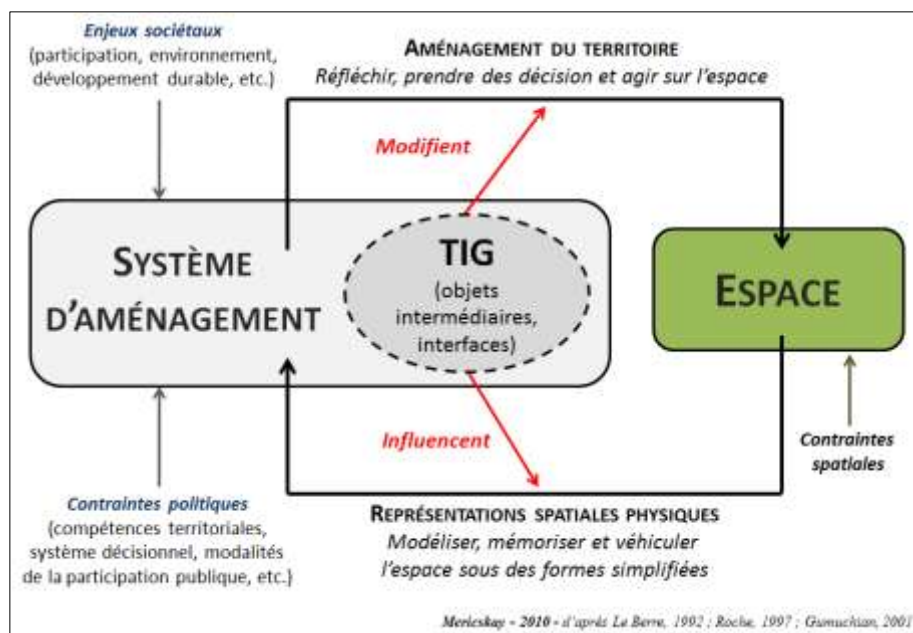 Enjeux sociétaux
(participation, environnement,
développement durable, etc.)
AMÉNAGEMENT DU TERRITOIRE
Réfléchir, prendre des décision et agir sur l'espace
Modifient
SYSTÈME
D'AMÉNAGEMENT
TIG
(objets
intermédiaires,
interfaces)
ESPACE
Influencent
Contraintes
spatiales
Contraintes politiques
(compétences territoriales,
système décisionnel, modalités
de la participation publique, etc.)
REPRÉSENTATIONS SPATIALES PHYSIQUES
Modéliser, mémoriser et véhiculer
l'espace sous des formes simplifiées
Mericskay - 2010 - d'après Le Berre, 1992 ; Roche, 1997 ; Gumuchian, 2001